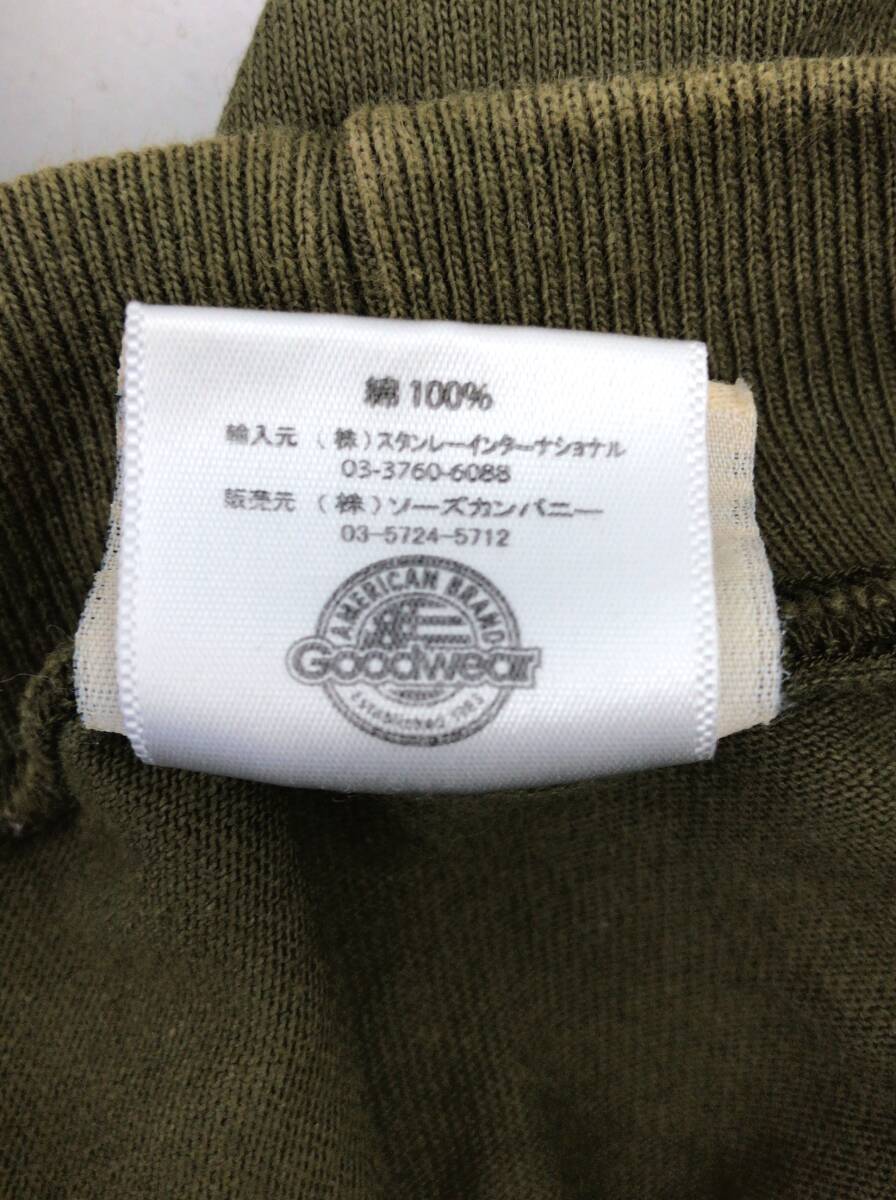 綿 100%
輸入元 (株)スタンレーインターナショナル
03-3760-6088
販売元 (株)ソーズカンパニー
03-5724-5712
AMERICAN BRAND
Goodwear
Established 1983